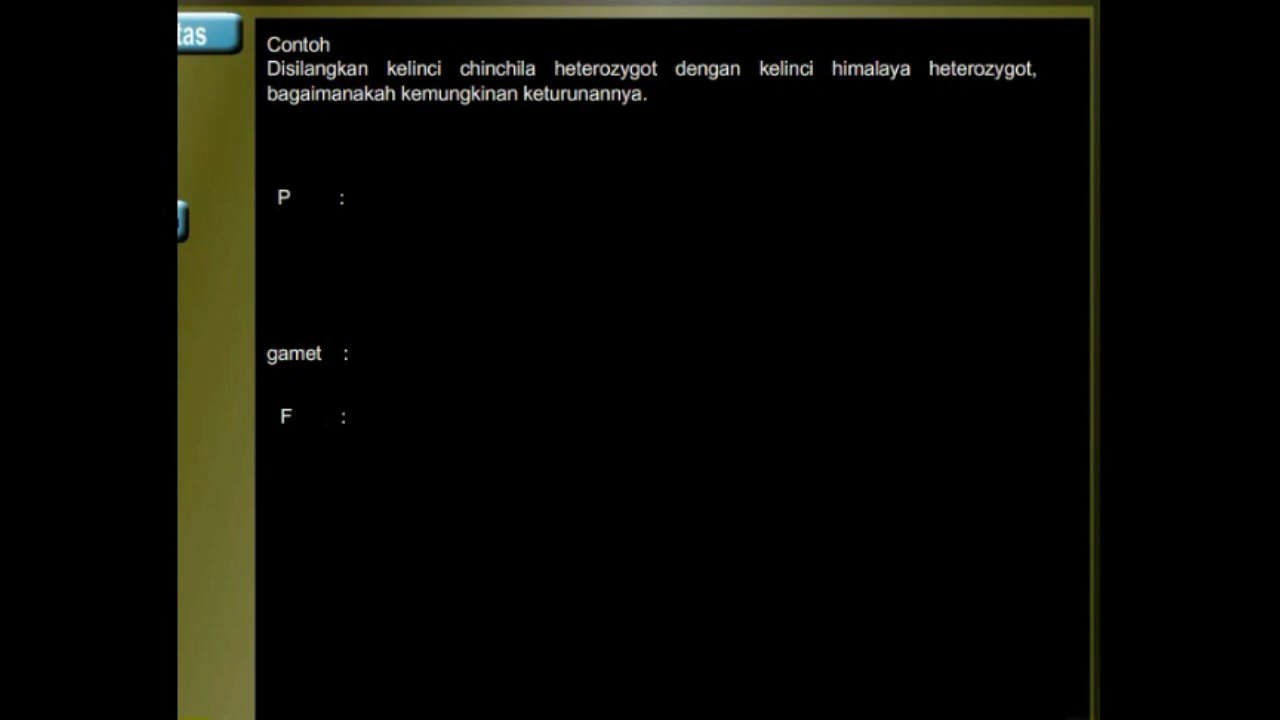 tas
Contoh
Disilangkan kelinci chinchila heterozygot dengan kelinci himalaya heterozygot,
bagaimanakah kemungkinan keturunannya.
P :
gamet :
F :